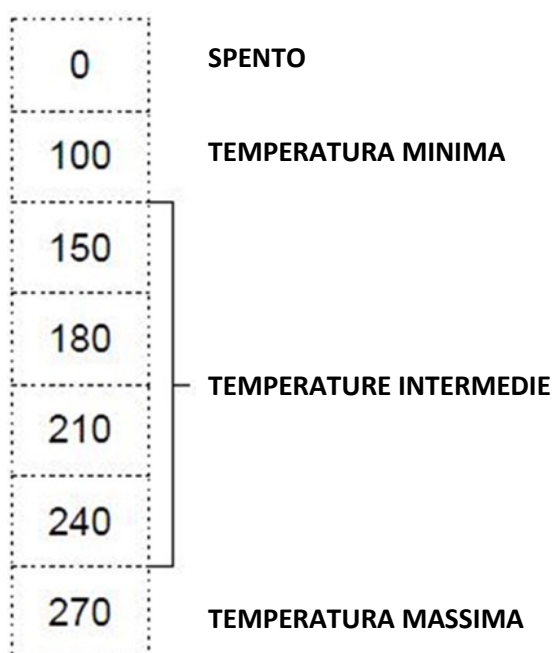 0 SPENTO
100 TEMPERATURA MINIMA
150
180
TEMPERATURE INTERMEDIE
210
240
270 TEMPERATURA MASSIMA